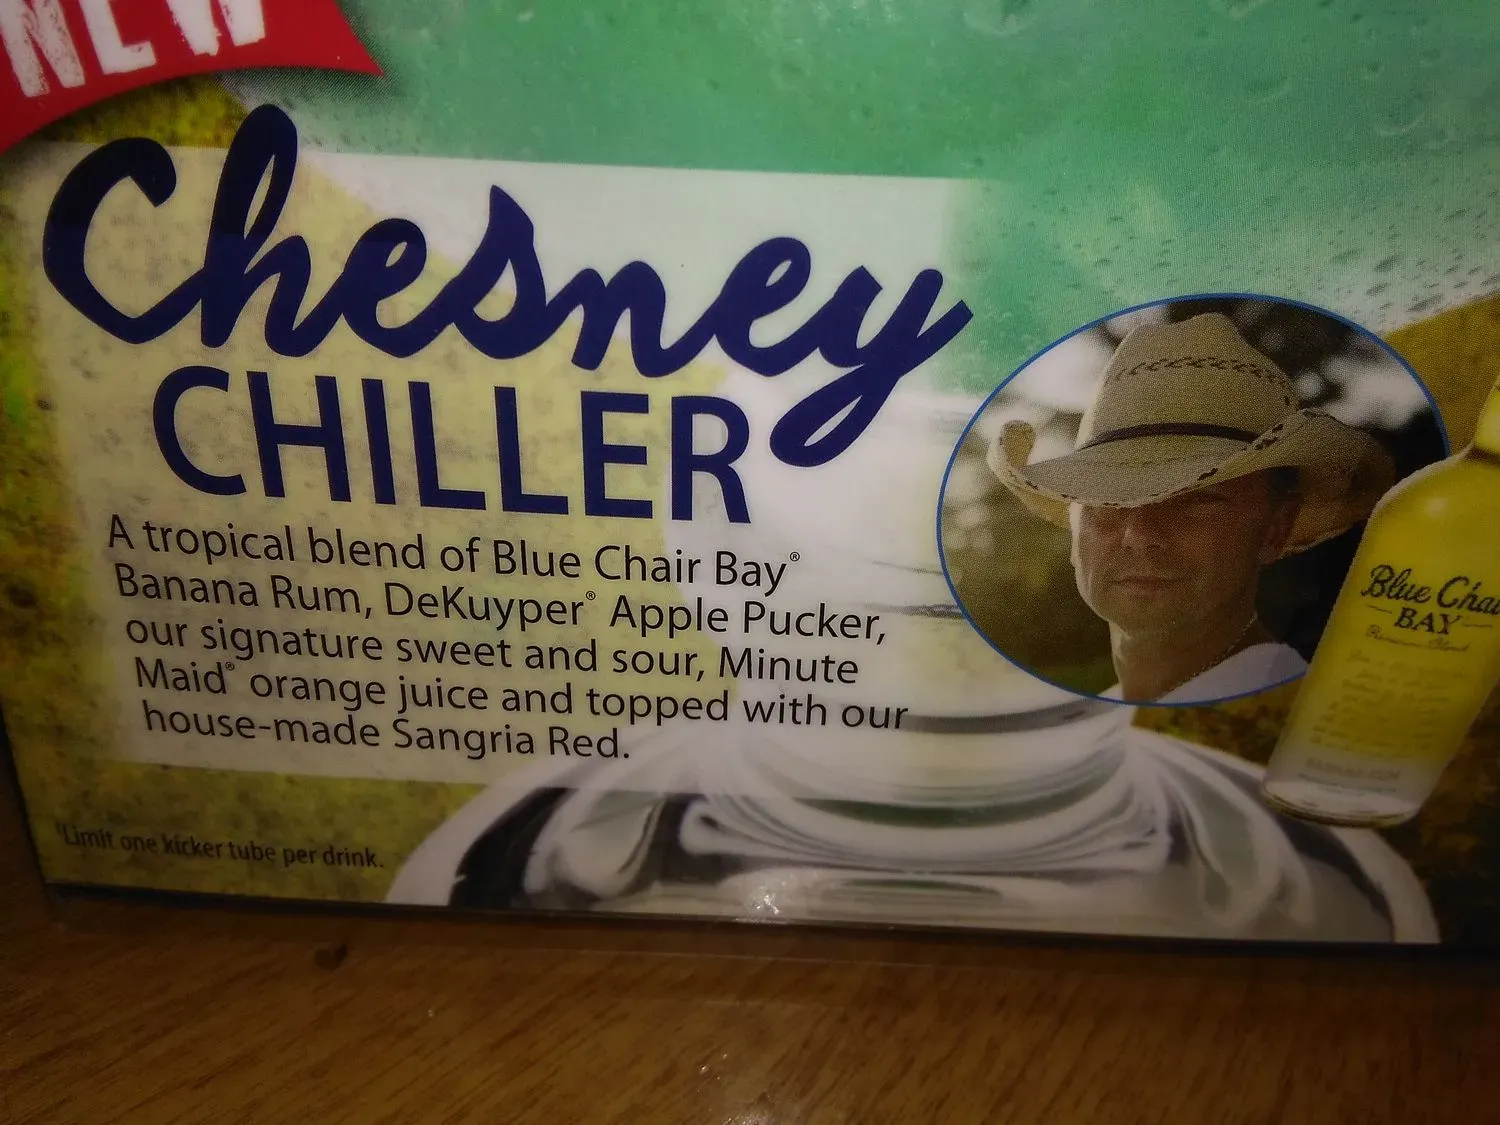 NEW
Chesney
CHILLER
A tropical blend of Blue Chair Bay®
Banana Rum, DeKuyper® Apple Pucker,
our signature sweet and sour, Minute
Maid® orange juice and topped with our
house-made Sangria Red.
Blue Chai
BAY
Limit one kicker tube per drink.